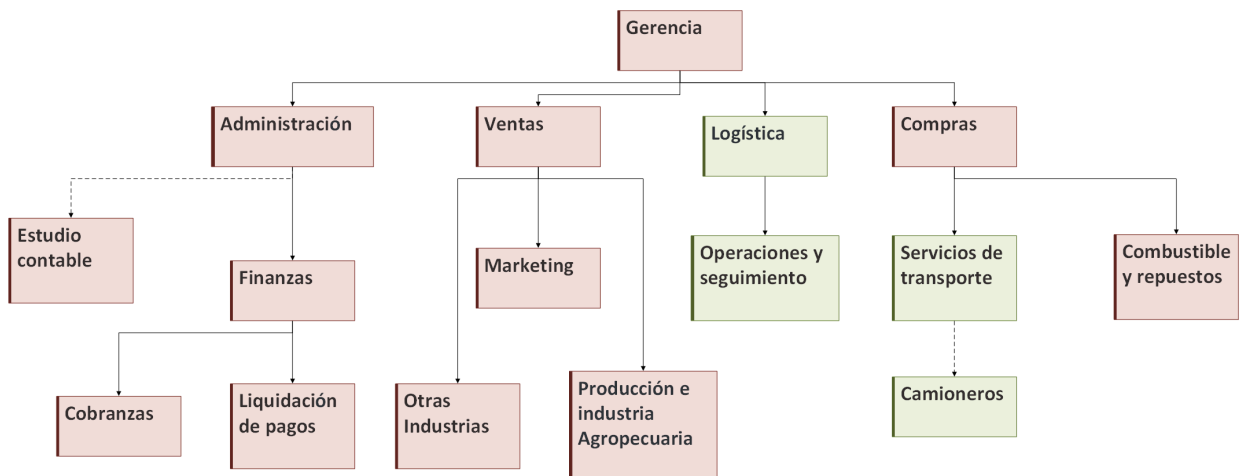 Gerencia
Administración
Ventas
Logística
Compras
Estudio
contable
Finanzas
Marketing
Operaciones y
seguimiento
Servicios de
transporte
Combustible
y repuestos
Cobranzas
Liquidación
de pagos
Otras
Industrias
Producción e
industria
Agropecuaria
Camioneros